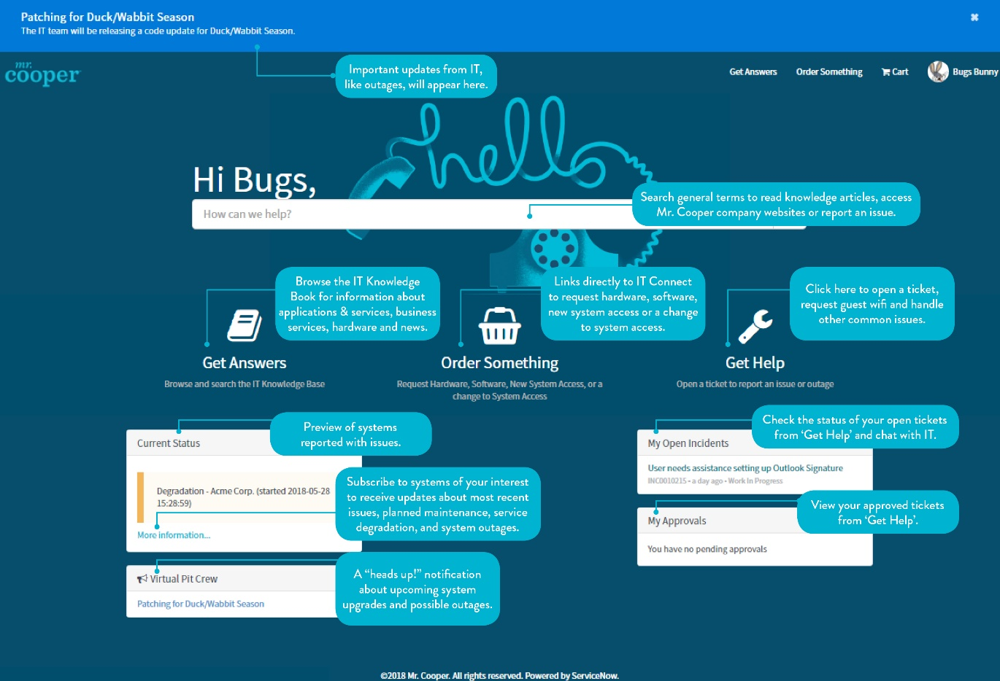 Patching for Duck/Wabbit Season
The IT team will be releasing a code update for Duck/Wabbit Season.
✖
mr.
cooper
Important updates from IT,
like outages, will appear here.
Get Answers
Order Something
Cart
Bugs Bunny
hello
Hi Bugs,
How can we help?
Search general terms to read knowledge articles, access
Mr. Cooper company websites or report an issue.
Browse the IT Knowledge
Book for information about
applications & services, business
services, hardware and news.
Links directly to IT Connect
to request hardware, software,
new system access or a change
to system access.
Click here to open a ticket,
request guest wifi and handle
other common issues.
Get Answers
Browse and search the IT Knowledge Base
Order Something
Request Hardware, Software, New System Access, or a
change to System Access
Get Help
Open a ticket to report an issue or outage
Preview of systems
reported with issues.
Current Status
Degradation - Acme Corp. (started 2018-05-28
15:28:59)
More information...
Subscribe to systems of your interest
to receive updates about most recent
issues, planned maintenance, service
degradation, and system outages.
Virtual Pit Crew
Patching for Duck/Wabbit Season
A “heads up!” notification
about upcoming system
upgrades and possible outages.
Check the status of your open tickets
from ‘Get Help’ and chat with IT.
My Open Incidents
User needs assistance setting up Outlook Signature
INC0010215 • a day ago • Work In Progress
View your approved tickets
from ‘Get Help’.
My Approvals
You have no pending approvals
©2018 Mr. Cooper. All rights reserved. Powered by ServiceNow.